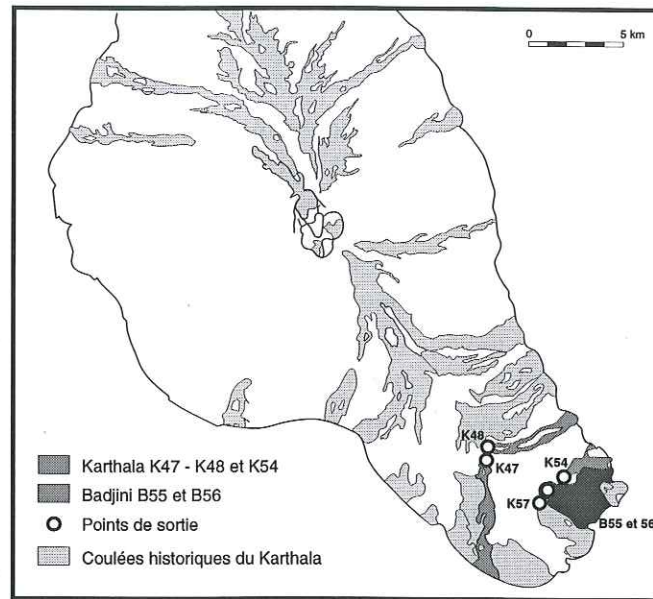 0 5 km
K48
K47
K54
K57
B55 et 56
Karthala K47 - K48 et K54
Badjini B55 et B56
Points de sortie
Coulées historiques du Karthala